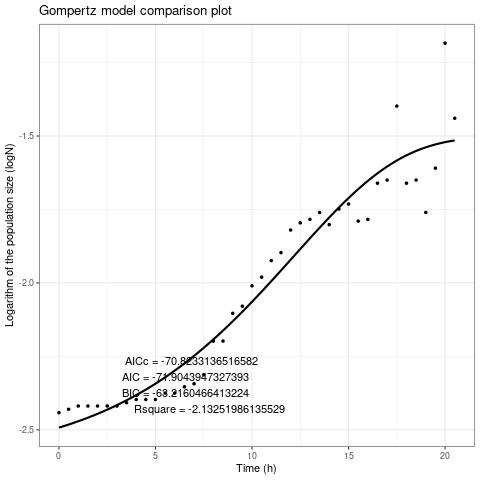 Gompertz model comparison plot
Logarithm of the population size (logN)
-1.5
-2.0
-2.5
AICc = -70.8233136516582
AIC = -71.9043947327393
BIC = -68.2160466413224
Rsquare = -2.13251986135529
0 5 10 15 20
Time (h)